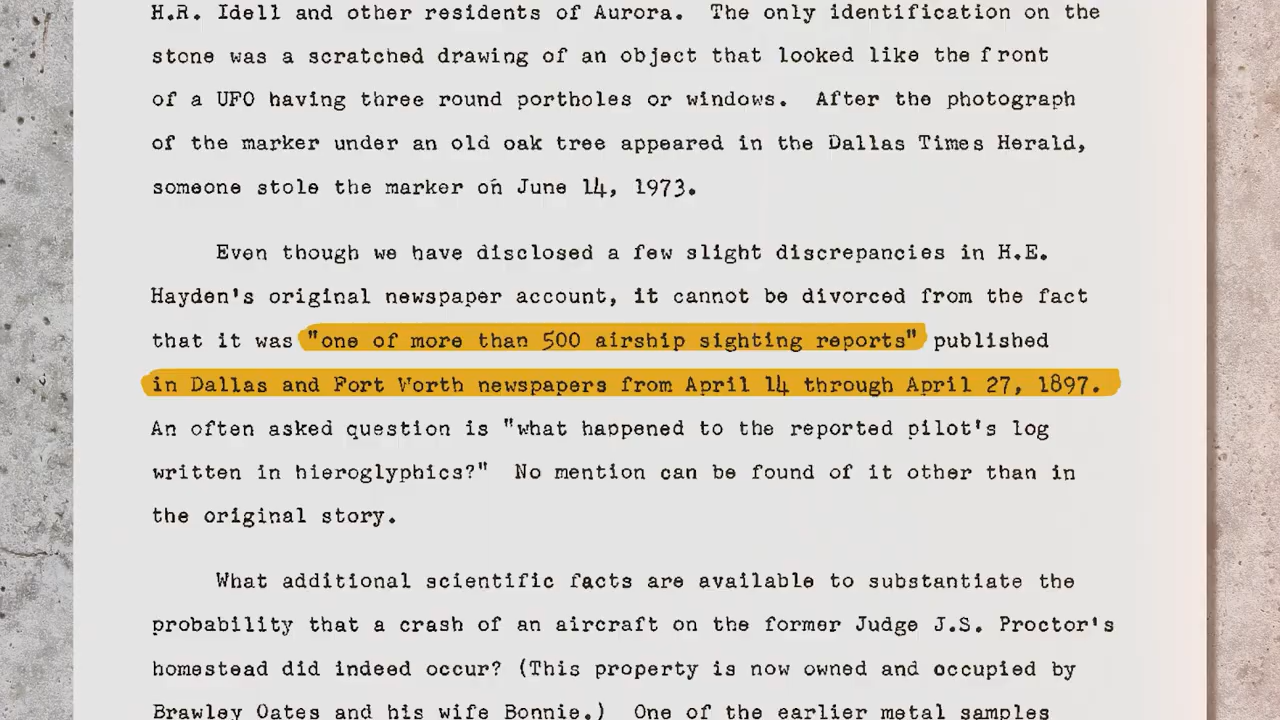 H.R. Idell and other residents of Aurora. The only identification on the
stone was a scratched drawing of an object that looked like the front
of a UFO having three round portholes or windows. After the photograph
of the marker under an old oak tree appeared in the Dallas Times Herald,
someone stole the marker on June 14, 1973.
Even though we have disclosed a few slight discrepancies in H.E.
Hayden's original newspaper account, it cannot be divorced from the fact
that it was "one of more than 500 airship sighting reports" published
in Dallas and Fort Worth newspapers from April 14 through April 27, 1897.
An often asked question is "what happened to the reported pilot's log
written in hieroglyphics?" No mention can be found of it other than in
the original story.
What additional scientific facts are available to substantiate the
probability that a crash of an aircraft on the former Judge J.S. Proctor's
homestead did indeed occur? (This property is now owned and occupied by
Brawley Oates and his wife Bonnie.) One of the earlier metal samples